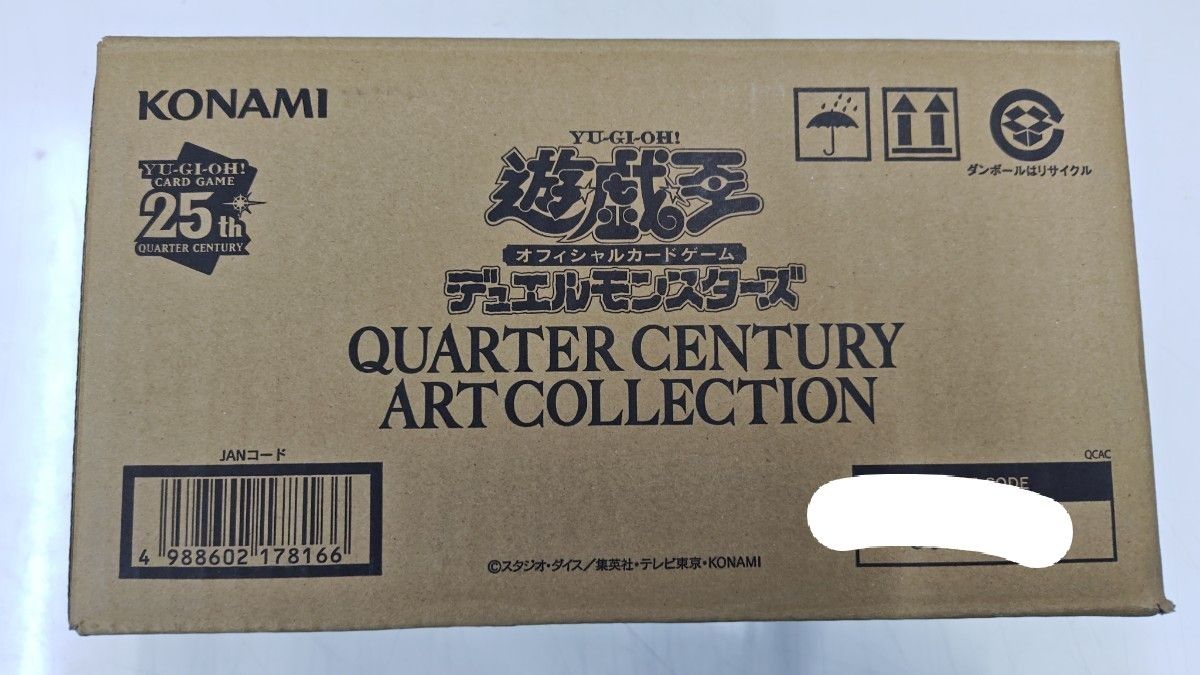 KONAMI
YU-GI-OH!
CARD GAME
25th
QUARTER CENTURY
YU-GI-OH!
遊戯王
オフィシャルカードゲーム
デュエルモンスターズ
QUARTER CENTURY
ART COLLECTION
ダンボールはリサイクル
JANコード
4 988602 178166
©スタジオ・ダイス/集英社・テレビ東京・KONAMI
QCAC
CODE